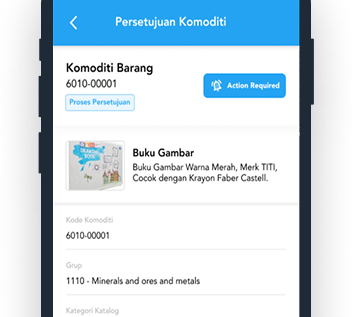 Persetujuan Komoditi
Komoditi Barang
6010-00001
Action Required
Proses Persetujuan
Buku Gambar
Buku Gambar Warna Merah, Merk TITI,
Cocok dengan Krayon Faber Castell.
Kode Komoditi
6010-00001
Grup
1110 - Minerals and ores and metals
Kategori Katalog